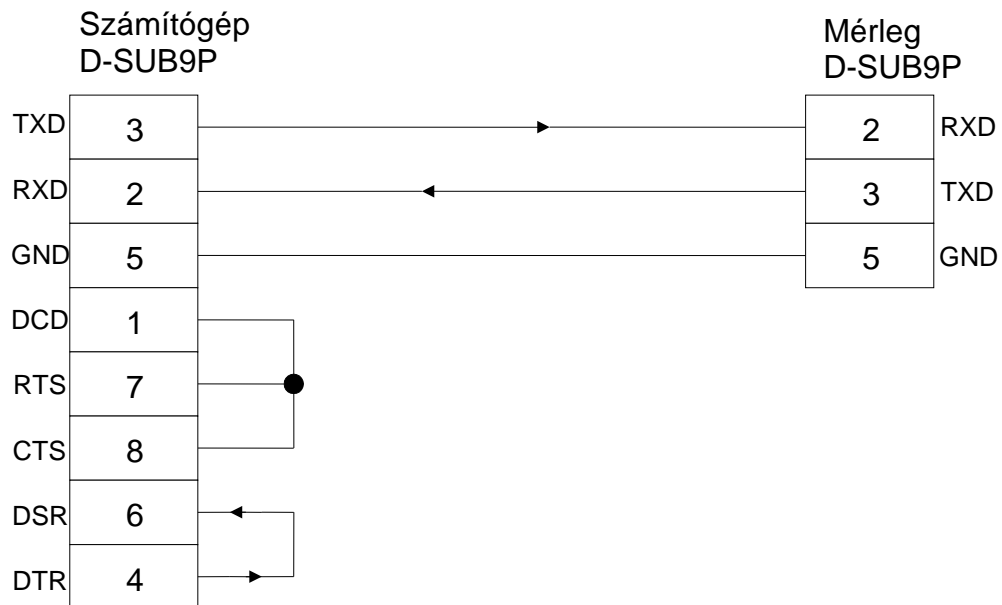 Számítógép
D-SUB9P
Mérleg
D-SUB9P
TXD 3 2 RXD
RXD 2 3 TXD
GND 5 5 GND
DCD 1
RTS 7
CTS 8
DSR 6
DTR 4